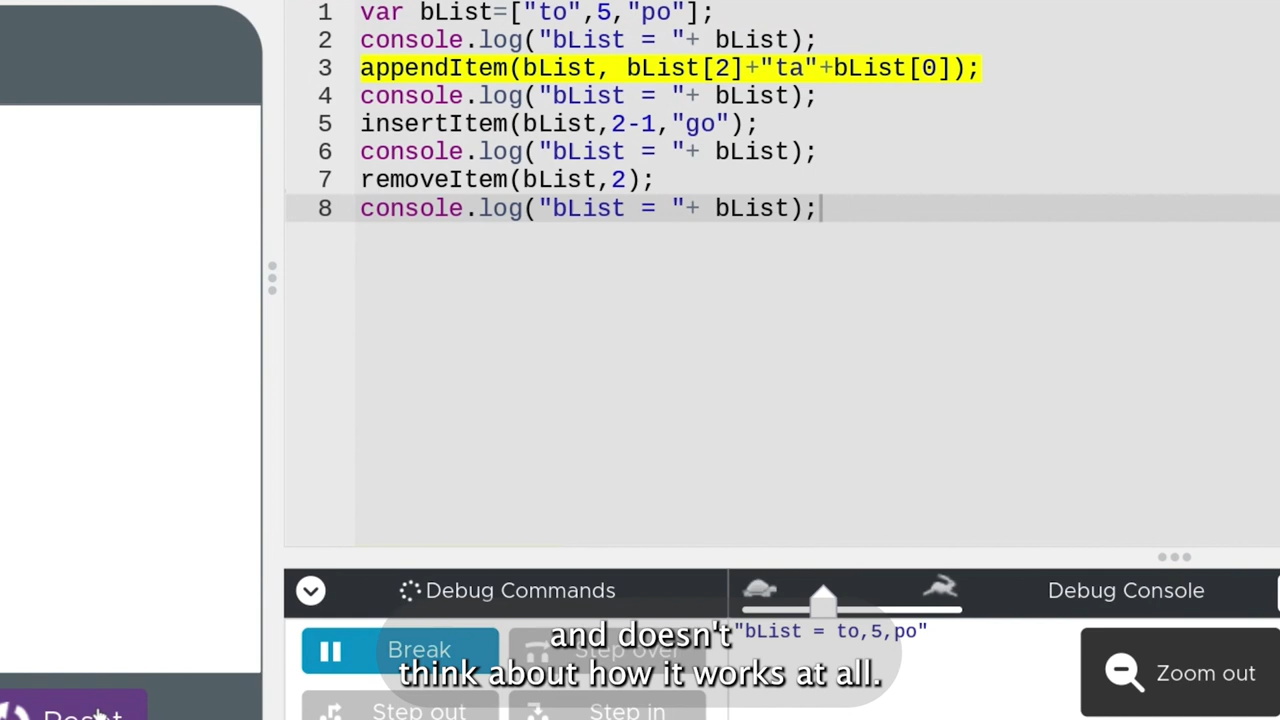 1 var bList=["to",5,"po"];
2 console.log("bList = "+ bList);
3 appendItem(bList, bList[2]+"ta"+bList[0]);
4 console.log("bList = "+ bList);
5 insertItem(bList,2-1,"go");
6 console.log("bList = "+ bList);
7 removeItem(bList,2);
8 console.log("bList = "+ bList);
Debug Commands Debug Console
"bList = to,5,po"
Break Step over
and doesn't
think about how it works at all.
Zoom out
Step out Step in
Reset